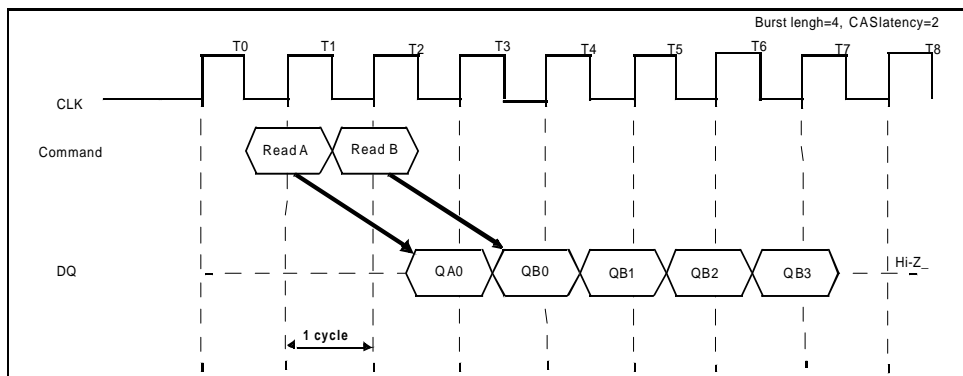 Burst lengh=4, CASlatency=2
T0 T1 T2 T3 T4 T5 T6 T7 T8
CLK
Command Read A Read B
DQ QA0 QB0 QB1 QB2 QB3 Hi-Z
1 cycle